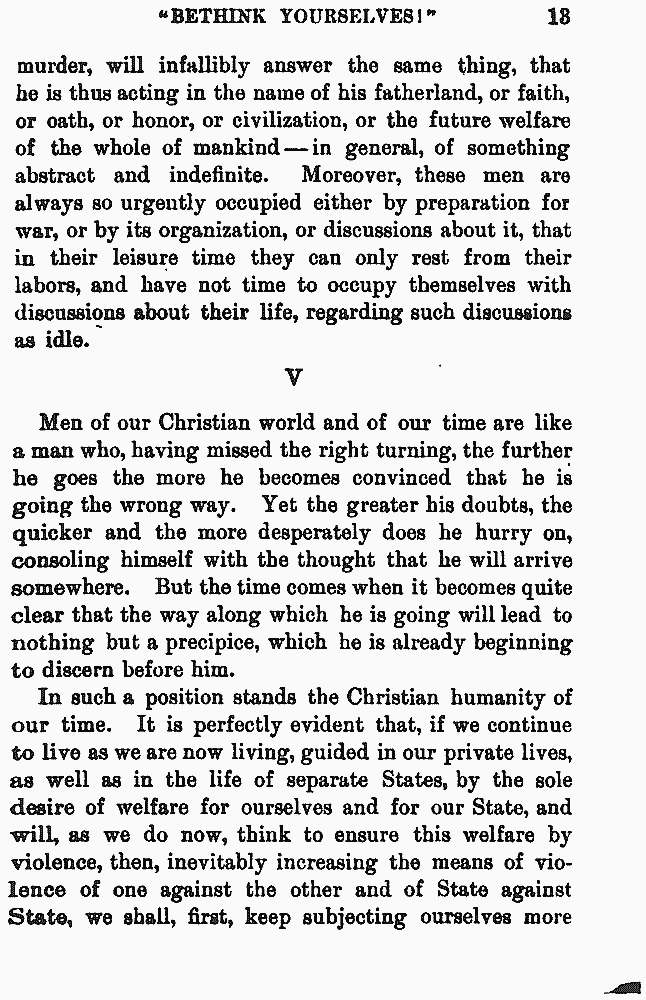 "BETHINK YOURSELVES!" 13
murder, will infallibly answer the same thing, that
he is thus acting in the name of his fatherland, or faith,
or oath, or honor, or civilization, or the future welfare
of the whole of mankind — in general, of something
abstract and indefinite. Moreover, these men are
always so urgently occupied either by preparation for
war, or by its organization, or discussions about it, that
in their leisure time they can only rest from their
labors, and have not time to occupy themselves with
discussions about their life, regarding such discussions
as idle.
V
Men of our Christian world and of our time are like
a man who, having missed the right turning, the further
he goes the more he becomes convinced that he is
going the wrong way. Yet the greater his doubts, the
quicker and the more desperately does he hurry on,
consoling himself with the thought that he will arrive
somewhere. But the time comes when it becomes quite
clear that the way along which he is going will lead to
nothing but a precipice, which he is already beginning
to discern before him.
In such a position stands the Christian humanity of
our time. It is perfectly evident that, if we continue
to live as we are now living, guided in our private lives,
as well as in the life of separate States, by the sole
desire of welfare for ourselves and for our State, and
will, as we do now, think to ensure this welfare by
violence, then, inevitably increasing the means of vio-
lence of one against the other and of State against
State, we shall, first, keep subjecting ourselves more